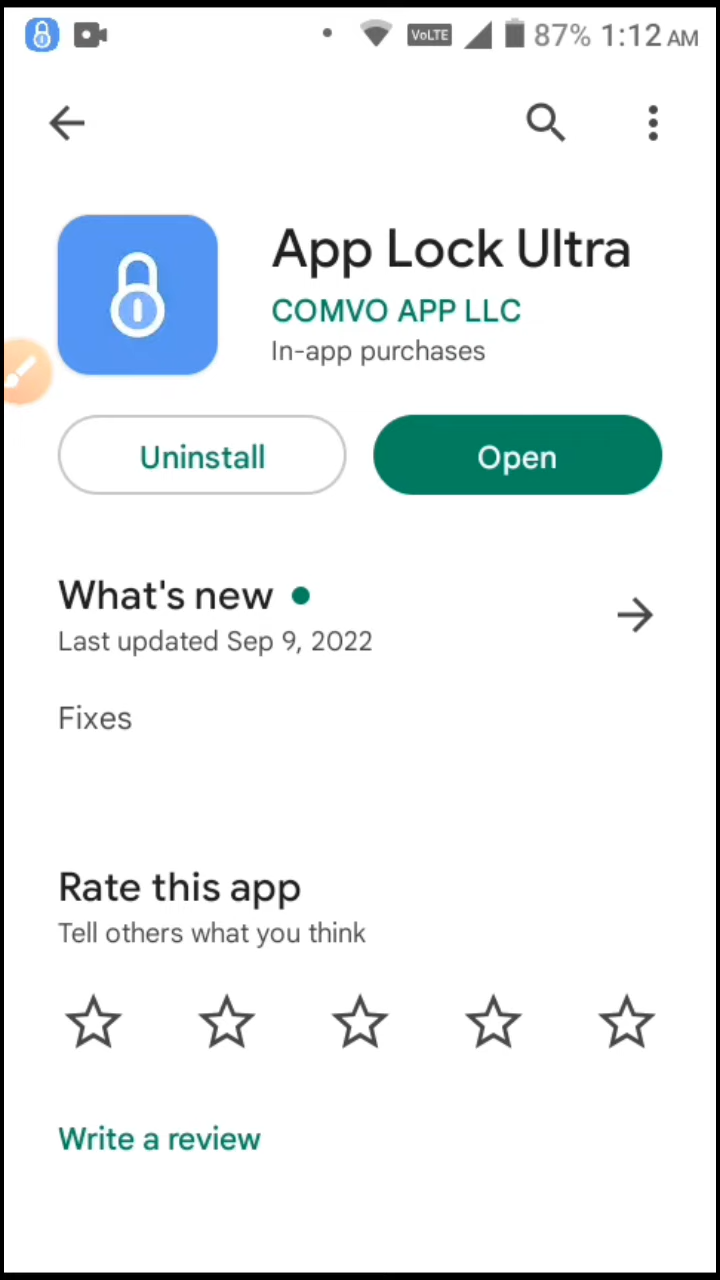 VoLTE 87% 1:12 AM
App Lock Ultra
COMVO APP LLC
In-app purchases
Uninstall
Open
What's new
Last updated Sep 9, 2022
Fixes
Rate this app
Tell others what you think
Write a review